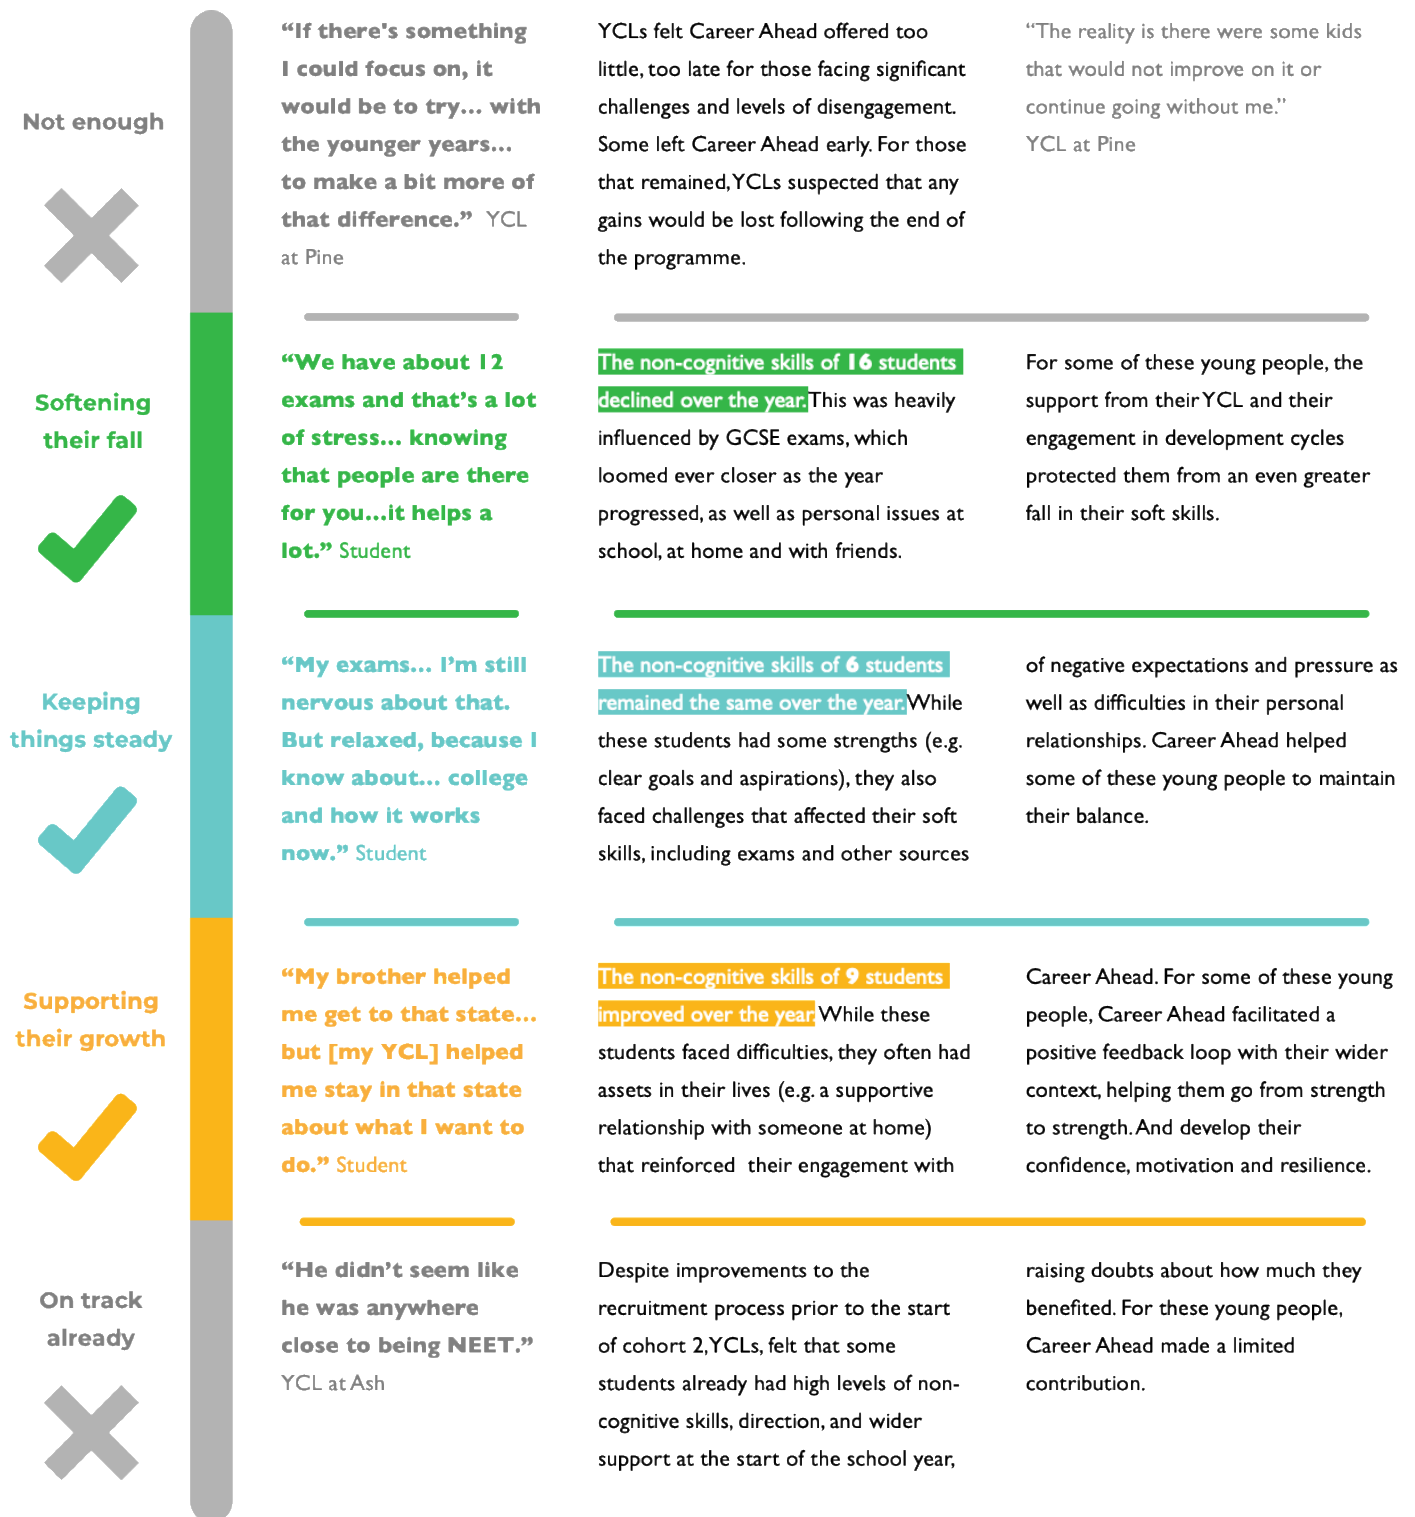 Not enough
“If there's something
I could focus on, it
would be to try... with
the younger years...
to make a bit more of
that difference.” YCL
at Pine
YCLs felt Career Ahead offered too
little, too late for those facing significant
challenges and levels of disengagement.
Some left Career Ahead early. For those
that remained, YCLs suspected that any
gains would be lost following the end of
the programme.
“The reality is there were some kids
that would not improve on it or
continue going without me.”
YCL at Pine
Softening
their fall
“We have about 12
exams and that’s a lot
of stress... knowing
that people are there
for you...it helps a
lot.” Student
The non-cognitive skills of 16 students
declined over the year. This was heavily
influenced by GCSE exams, which
loomed ever closer as the year
progressed, as well as personal issues at
school, at home and with friends.
For some of these young people, the
support from their YCL and their
engagement in development cycles
protected them from an even greater
fall in their soft skills.
Keeping
things steady
“My exams... I’m still
nervous about that.
But relaxed, because I
know about... college
and how it works
now.” Student
The non-cognitive skills of 6 students
remained the same over the year. While
these students had some strengths (e.g.
clear goals and aspirations), they also
faced challenges that affected their soft
skills, including exams and other sources
of negative expectations and pressure as
well as difficulties in their personal
relationships. Career Ahead helped
some of these young people to maintain
their balance.
Supporting
their growth
“My brother helped
me get to that state...
but [my YCL] helped
me stay in that state
about what I want to
do.” Student
The non-cognitive skills of 9 students
improved over the year. While these
students faced difficulties, they often had
assets in their lives (e.g. a supportive
relationship with someone at home)
that reinforced their engagement with
Career Ahead. For some of these young
people, Career Ahead facilitated a
positive feedback loop with their wider
context, helping them go from strength
to strength. And develop their
confidence, motivation and resilience.
On track
already
“He didn’t seem like
he was anywhere
close to being NEET.”
YCL at Ash
Despite improvements to the
recruitment process prior to the start
of cohort 2, YCLs, felt that some
students already had high levels of non-
cognitive skills, direction, and wider
support at the start of the school year,
raising doubts about how much they
benefited. For these young people,
Career Ahead made a limited
contribution.